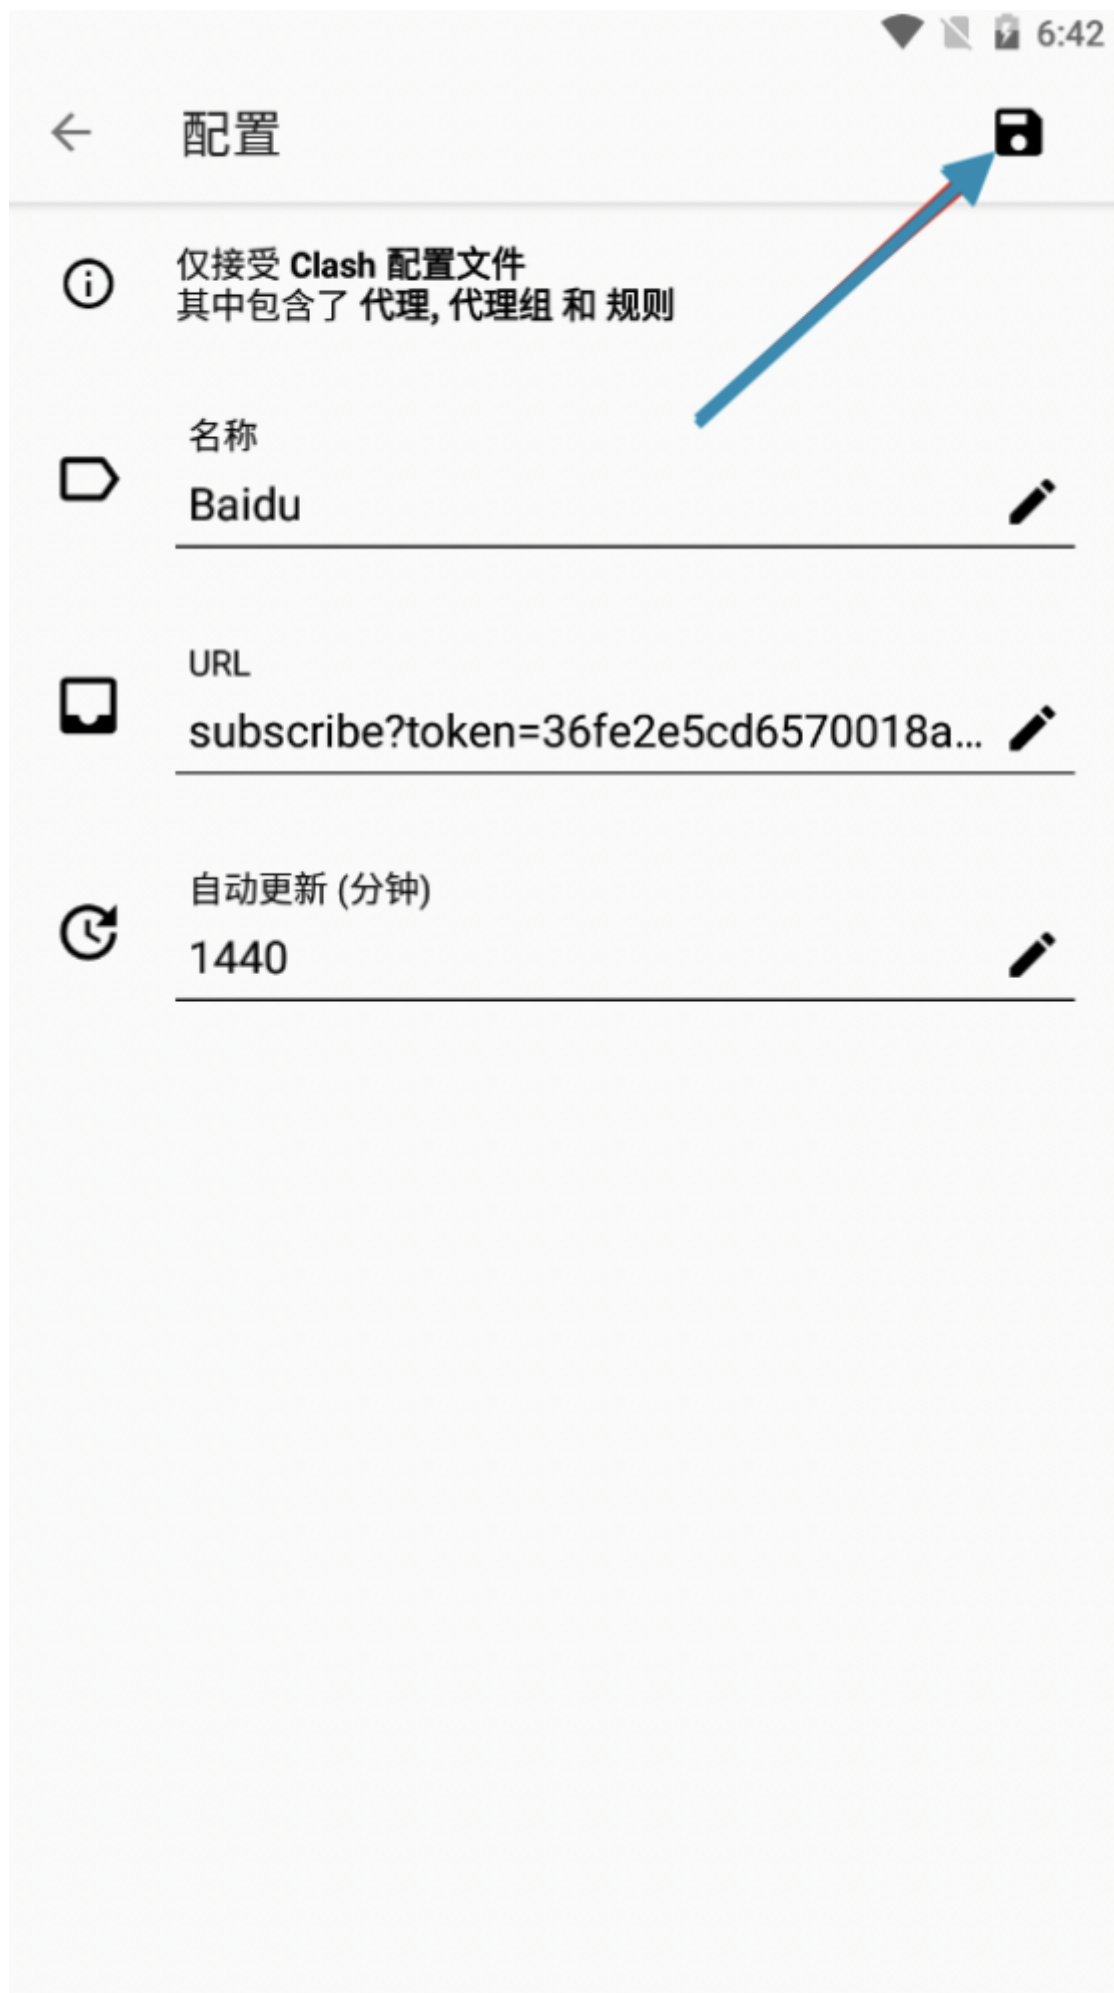 6:42
配置
仅接受 Clash 配置文件
其中包含了 代理, 代理组 和 规则
名称
Baidu
URL
subscribe?token=36fe2e5cd6570018a...
自动更新 (分钟)
1440